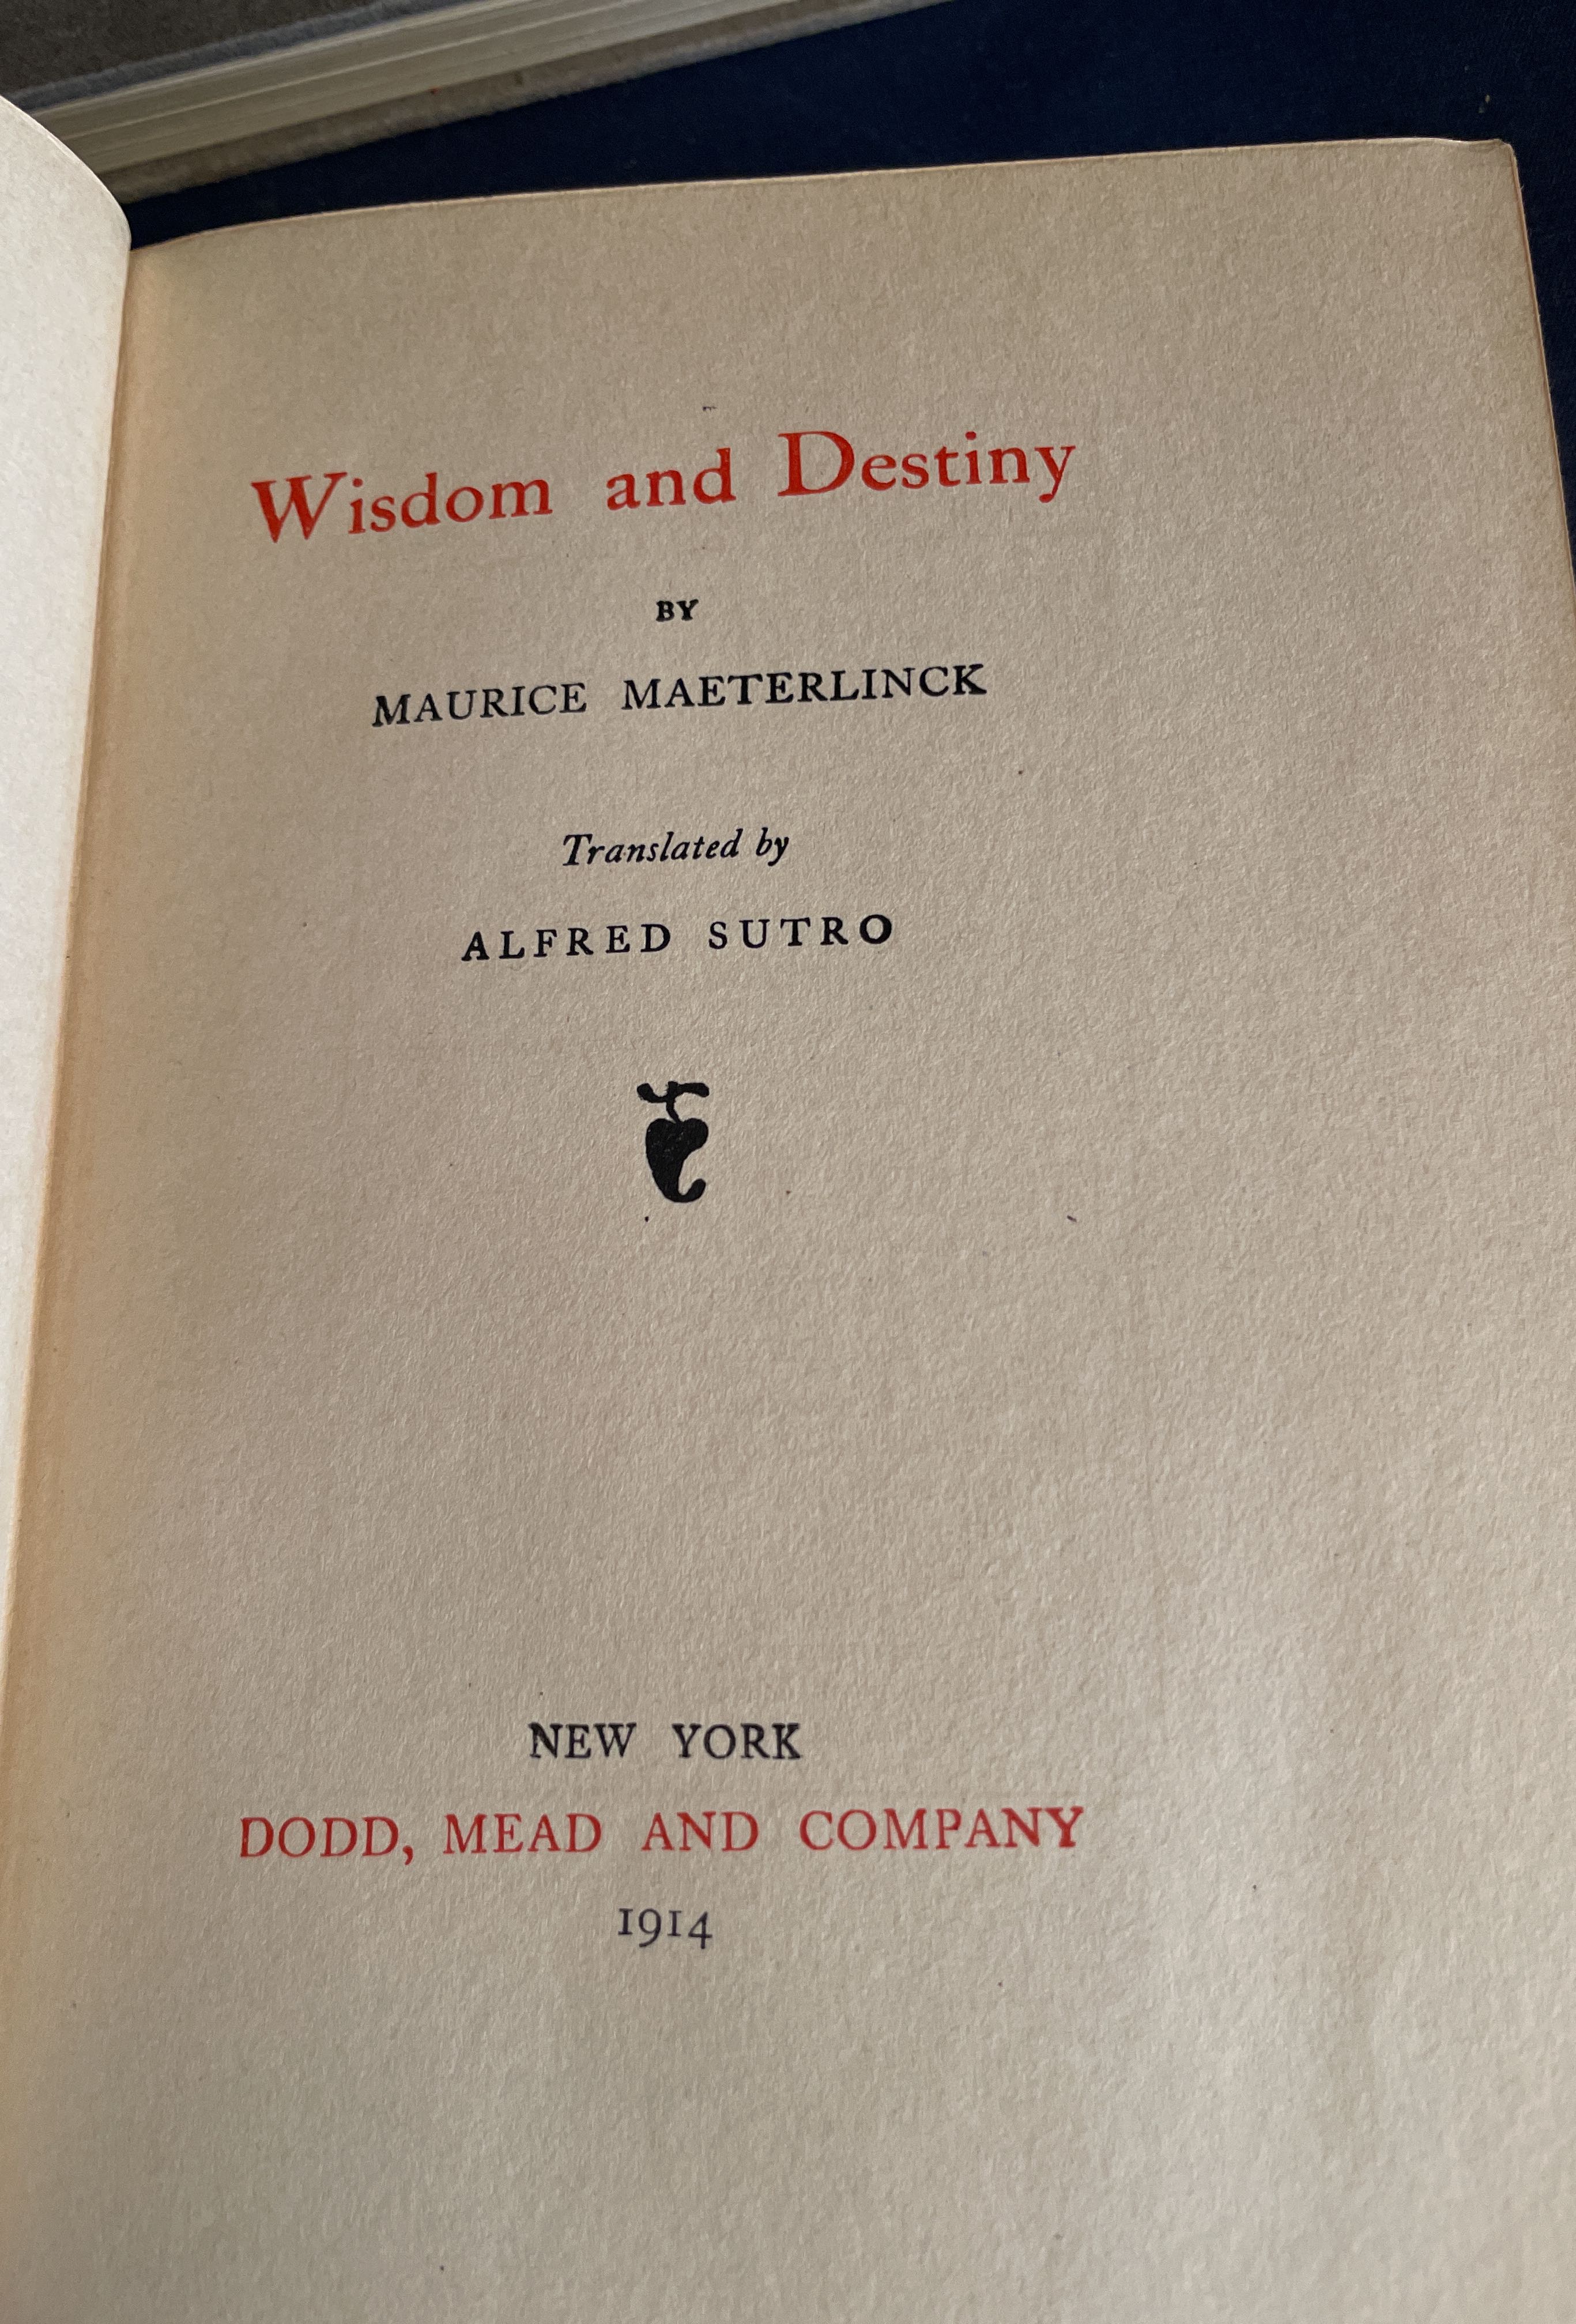 Wisdom and Destiny
BY
MAURICE MAETERLINCK
Translated by
ALFRED SUTRO
NEW YORK
DODD, MEAD AND COMPANY
1914